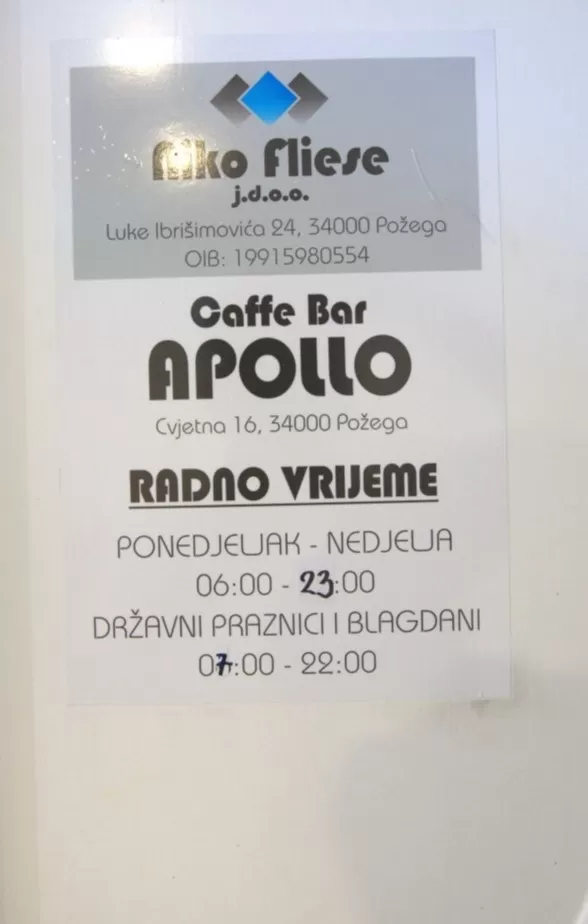 Niko Fliese
j.d.o.o.
Luke Ibrišimovića 24, 34000 Požega
OIB: 19915980554
Caffe Bar
APOLLO
Cvjetna 16, 34000 Požega
RADNO VRIJEME
PONEDJELJAK - NEDJELJA
06:00 - 23:00
DRŽAVNI PRAZNICI I BLAGDANI
07:00 - 22:00